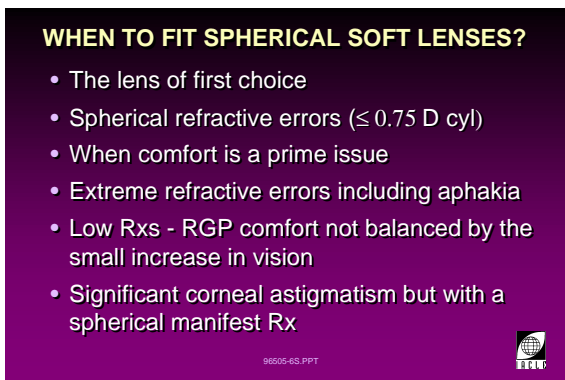 WHEN TO FIT SPHERICAL SOFT LENSES?
• The lens of first choice
• Spherical refractive errors (≤ 0.75 D cyl)
• When comfort is a prime issue
• Extreme refractive errors including aphakia
• Low Rxs - RGP comfort not balanced by the
small increase in vision
• Significant corneal astigmatism but with a
spherical manifest Rx
96505-6S.PPT
IACLE